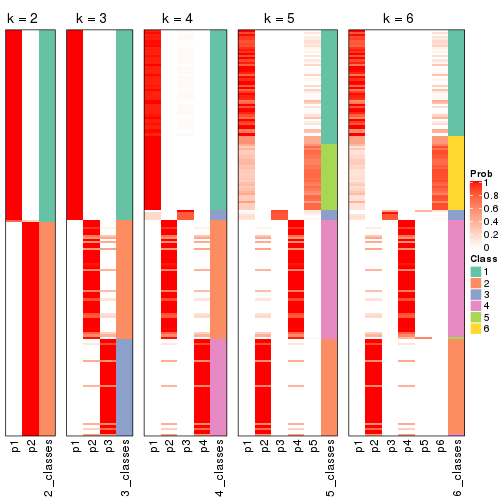 k = 2
k = 3
k = 4
k = 5
k = 6
Prob
1
0.8
0.6
0.4
0.2
0
Class
1
2
3
4
5
6
p1
p2
2_classes
p1
p2
p3
3_classes
p1
p2
p3
p4
4_classes
p1
p2
p3
p4
p5
5_classes
p1
p2
p3
p4
p5
p6
6_classes